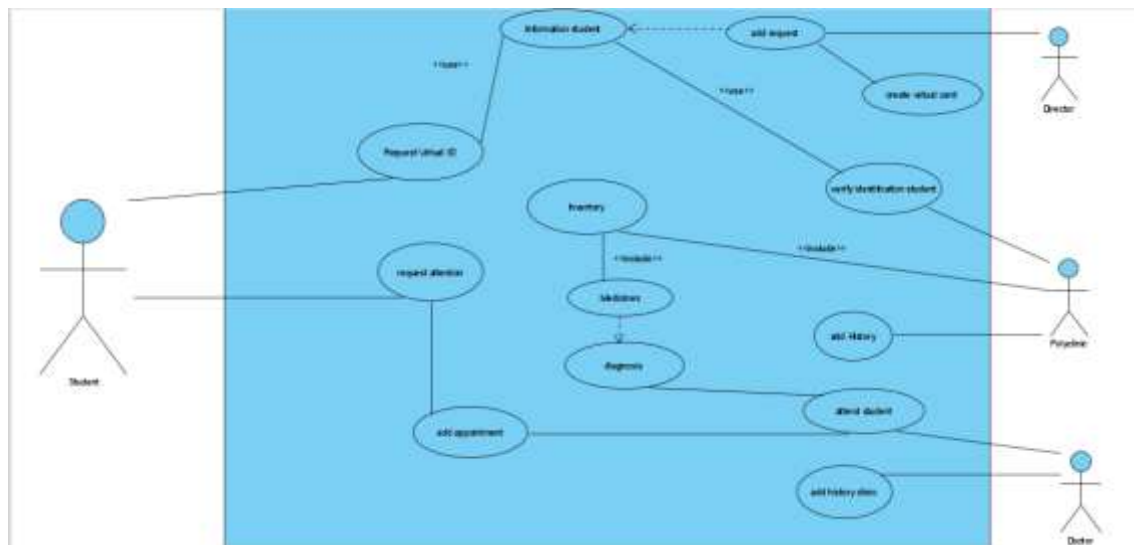 Information student
add request
Director
<<use>>
<<use>>
create virtual card
Request Virtual ID
verify identification student
Inventory
<<include>>
request attention
<<include>>
add History
Polyclinic
diagnosis
Student
attend student
add appointment
add history clinic
Doctor